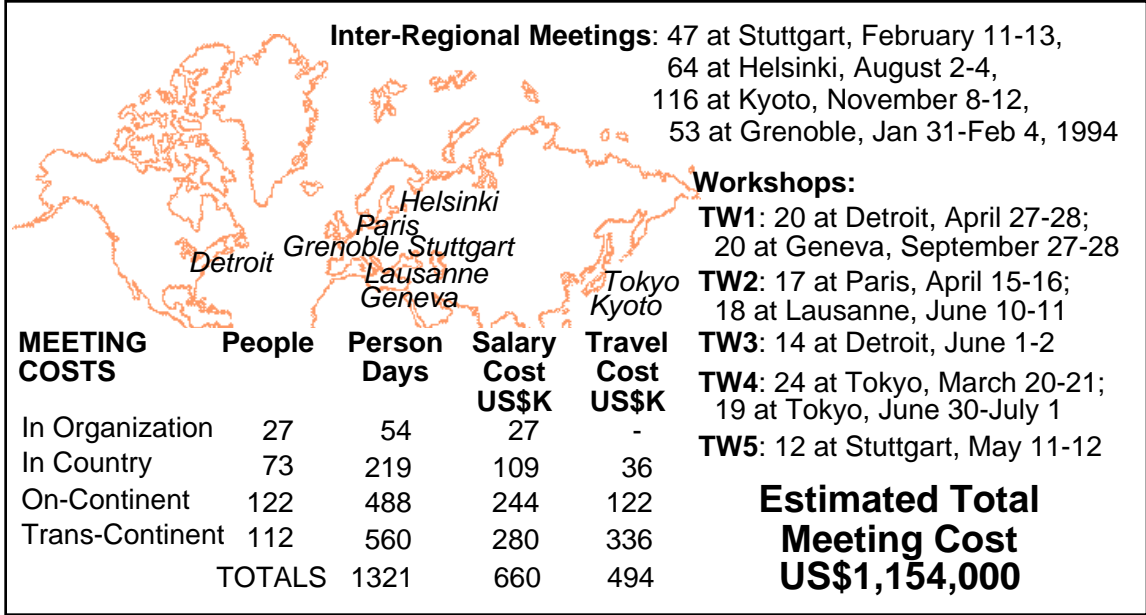 Inter-Regional Meetings: 47 at Stuttgart, February 11-13,
64 at Helsinki, August 2-4,
116 at Kyoto, November 8-12,
53 at Grenoble, Jan 31-Feb 4, 1994
Workshops:
TW1: 20 at Detroit, April 27-28;
20 at Geneva, September 27-28
TW2: 17 at Paris, April 15-16;
18 at Lausanne, June 10-11
TW3: 14 at Detroit, June 1-2
TW4: 24 at Tokyo, March 20-21;
19 at Tokyo, June 30-July 1
TW5: 12 at Stuttgart, May 11-12
Helsinki
Paris
Grenoble Stuttgart
Detroit
Lausanne
Geneva
Tokyo
Kyoto
MEETING COSTS People Person Days Salary Cost US$K Travel Cost US$K
In Organization 27 54 27 -
In Country 73 219 109 36
On-Continent 122 488 244 122
Trans-Continent 112 560 280 336
TOTALS 1321 660 494
Estimated Total
Meeting Cost
US$1,154,000